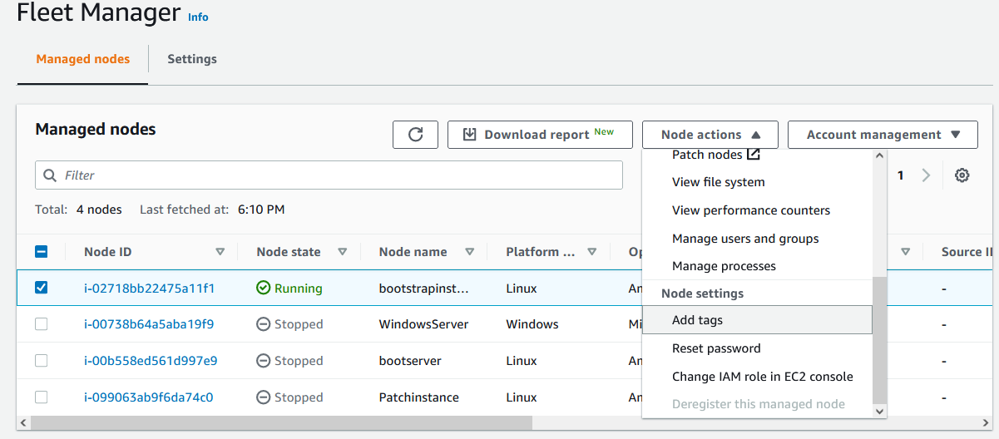 Fleet Manager Info
Managed nodes Settings
Managed nodes
Download report New
Node actions
Account management
Filter
1
Total: 4 nodes Last fetched at: 6:10 PM
Patch nodes
View file system
View performance counters
Manage users and groups
Manage processes
Node settings
Add tags
Reset password
Change IAM role in EC2 console
Deregister this managed node
Node ID Node state Node name Platform ... Op Source I
i-02718bb22475a11f1 Running bootstrapinst... Linux An -
i-00738b64a5aba19f9 Stopped WindowsServer Windows Mi -
i-00b558ed561d997e9 Stopped bootserver Linux An -
i-099063ab9f6da74c0 Stopped Patchinstance Linux An -